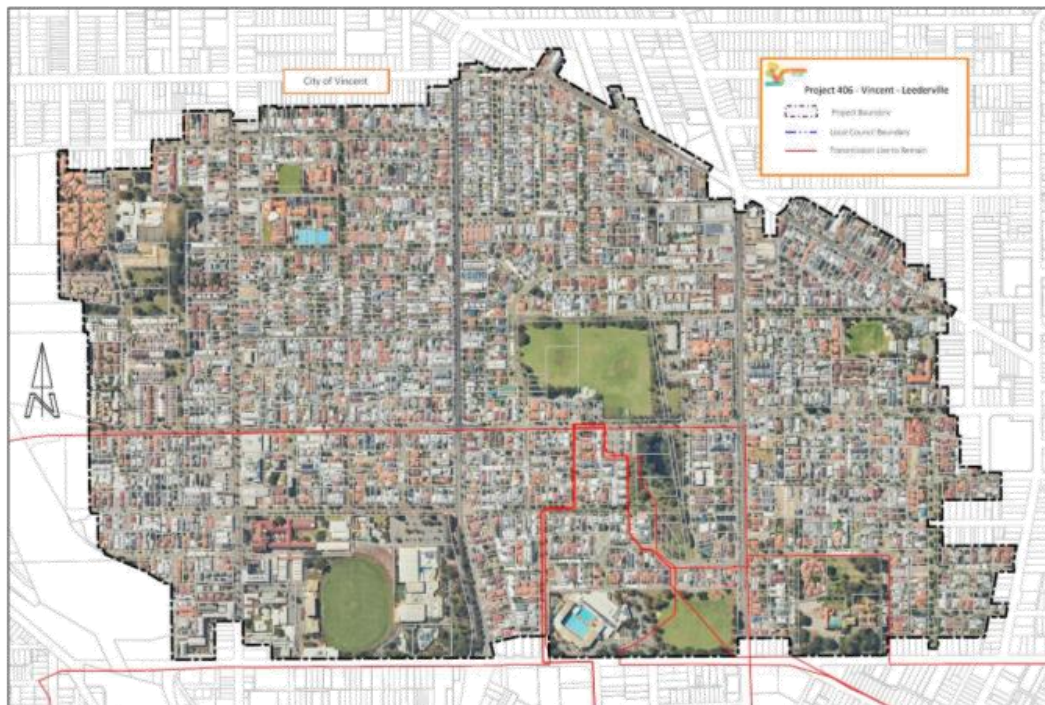 City of Vincent
Project 406 - Vincent - Leederville
Project Boundary
Local Council Boundary
Transmission Line to Remain
N